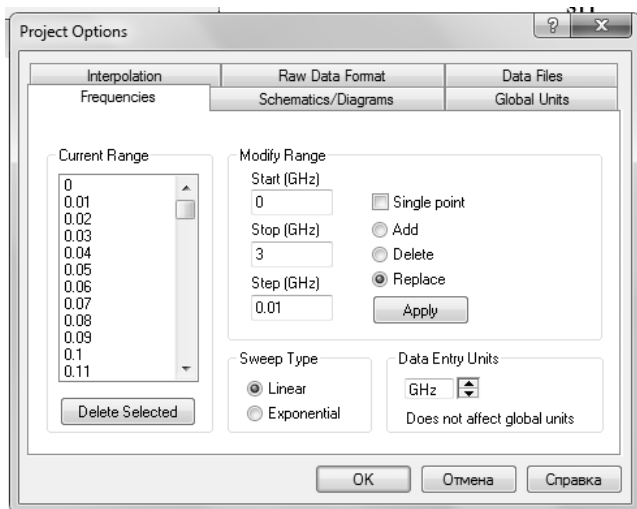 Project Options
Interpolation
Raw Data Format
Data Files
Frequencies
Schematics/Diagrams
Global Units
Current Range
0
0.01
0.02
0.03
0.04
0.05
0.06
0.07
0.08
0.09
0.1
0.11
Delete Selected
Modify Range
Start (GHz)
0
Stop (GHz)
3
Step (GHz)
0.01
Single point
Add
Delete
Replace
Apply
Sweep Type
Linear
Exponential
Data Entry Units
GHz
Does not affect global units
OK
Отмена
Справка